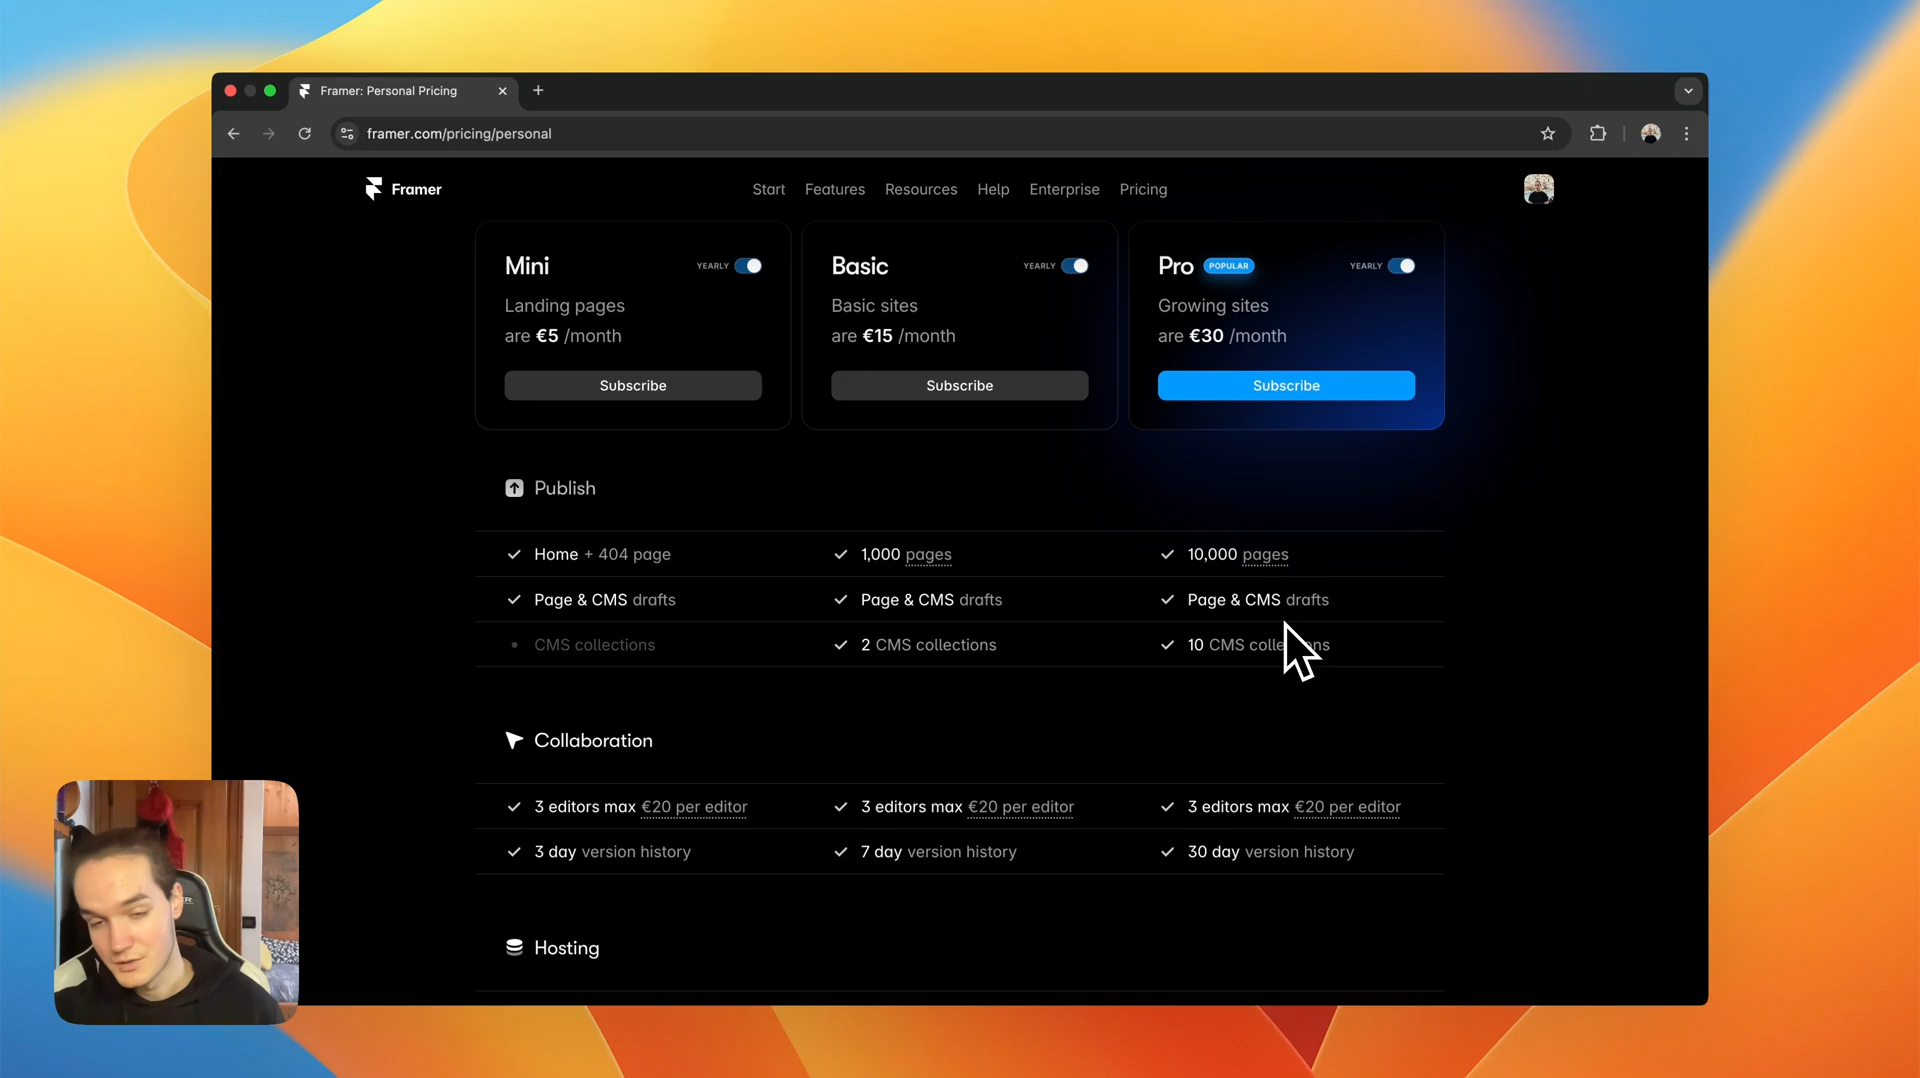 Framer: Personal Pricing
framer.com/pricing/personal
Framer
Start Features Resources Help Enterprise Pricing
Mini YEARLY
Landing pages
are €5 /month
Subscribe
Basic YEARLY
Basic sites
are €15 /month
Subscribe
Pro POPULAR YEARLY
Growing sites
are €30 /month
Subscribe
Publish
Home + 404 page
1,000 pages
10,000 pages
Page & CMS drafts
Page & CMS drafts
Page & CMS drafts
CMS collections
2 CMS collections
10 CMS collections
Collaboration
3 editors max €20 per editor
3 editors max €20 per editor
3 editors max €20 per editor
3 day version history
7 day version history
30 day version history
Hosting